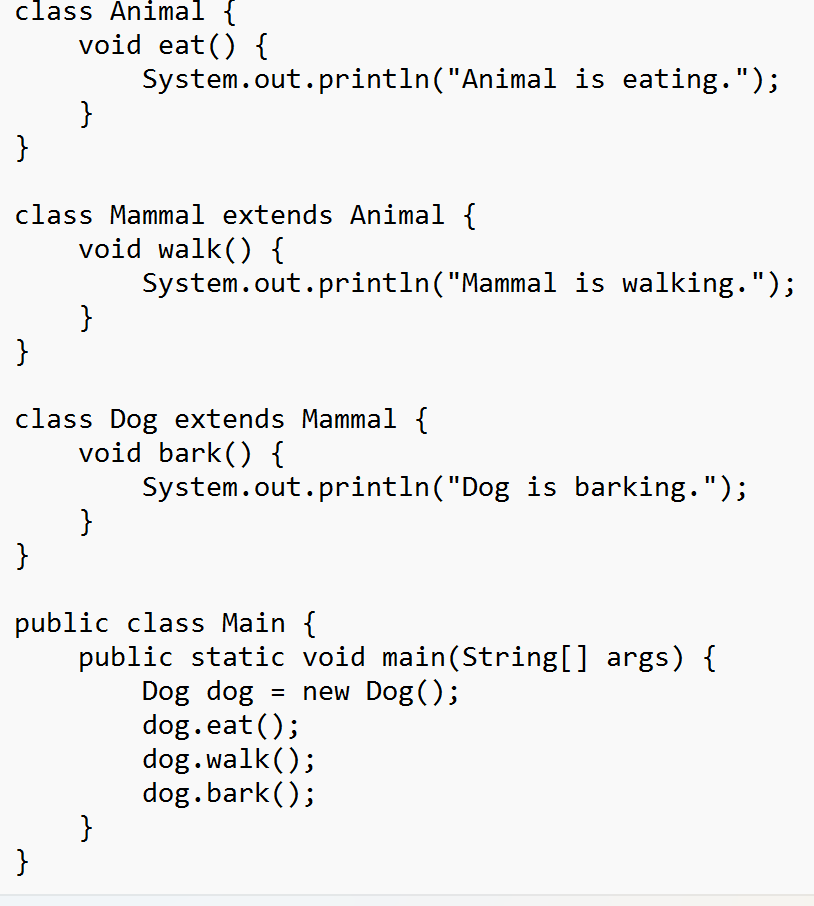 class Animal {
    void eat() {
        System.out.println("Animal is eating.");
    }
}

class Mammal extends Animal {
    void walk() {
        System.out.println("Mammal is walking.");
    }
}

class Dog extends Mammal {
    void bark() {
        System.out.println("Dog is barking.");
    }
}

public class Main {
    public static void main(String[] args) {
        Dog dog = new Dog();
        dog.eat();
        dog.walk();
        dog.bark();
    }
}